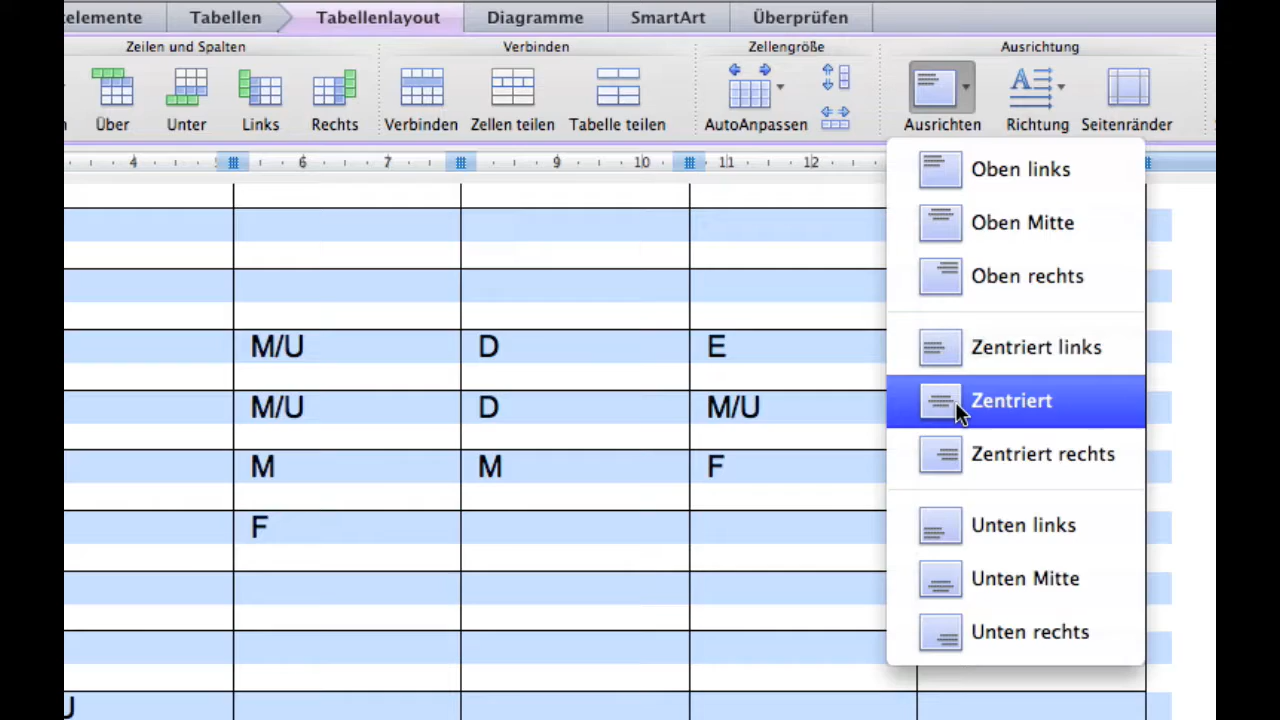 elemente Tabellen Tabellenlayout Diagramme SmartArt Überprüfen
Zeilen und Spalten Verbinden Zellengröße Ausrichtung
Über Unter Links Rechts Verbinden Zellen teilen Tabelle teilen AutoAnpassen Ausrichten Richtung Seitenränder
4 6 7 9 10 11 12
Oben links
Oben Mitte
Oben rechts
M/U D E
Zentriert links
M/U D M/U
Zentriert
M M F
Zentriert rechts
F
Unten links
Unten Mitte
Unten rechts
U